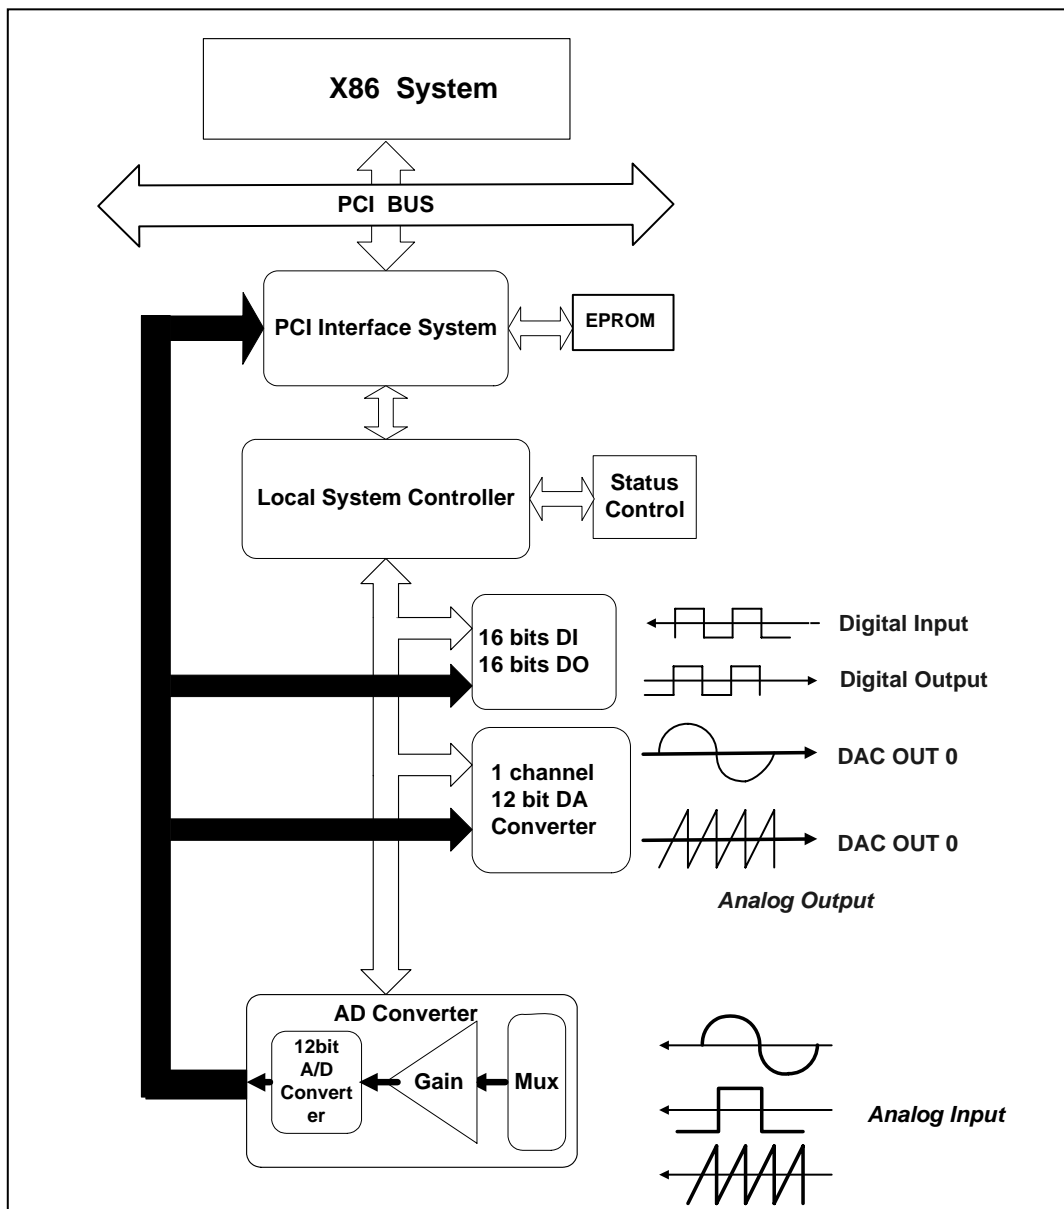 X86 System
PCI BUS
PCI Interface System
EPROM
Local System Controller
Status
Control
16 bits DI
16 bits DO
Digital Input
Digital Output
1 channel
12 bit DA
Converter
DAC OUT 0
DAC OUT 0
Analog Output
AD Converter
12bit
A/D
Convert
er
Gain
Mux
Analog Input